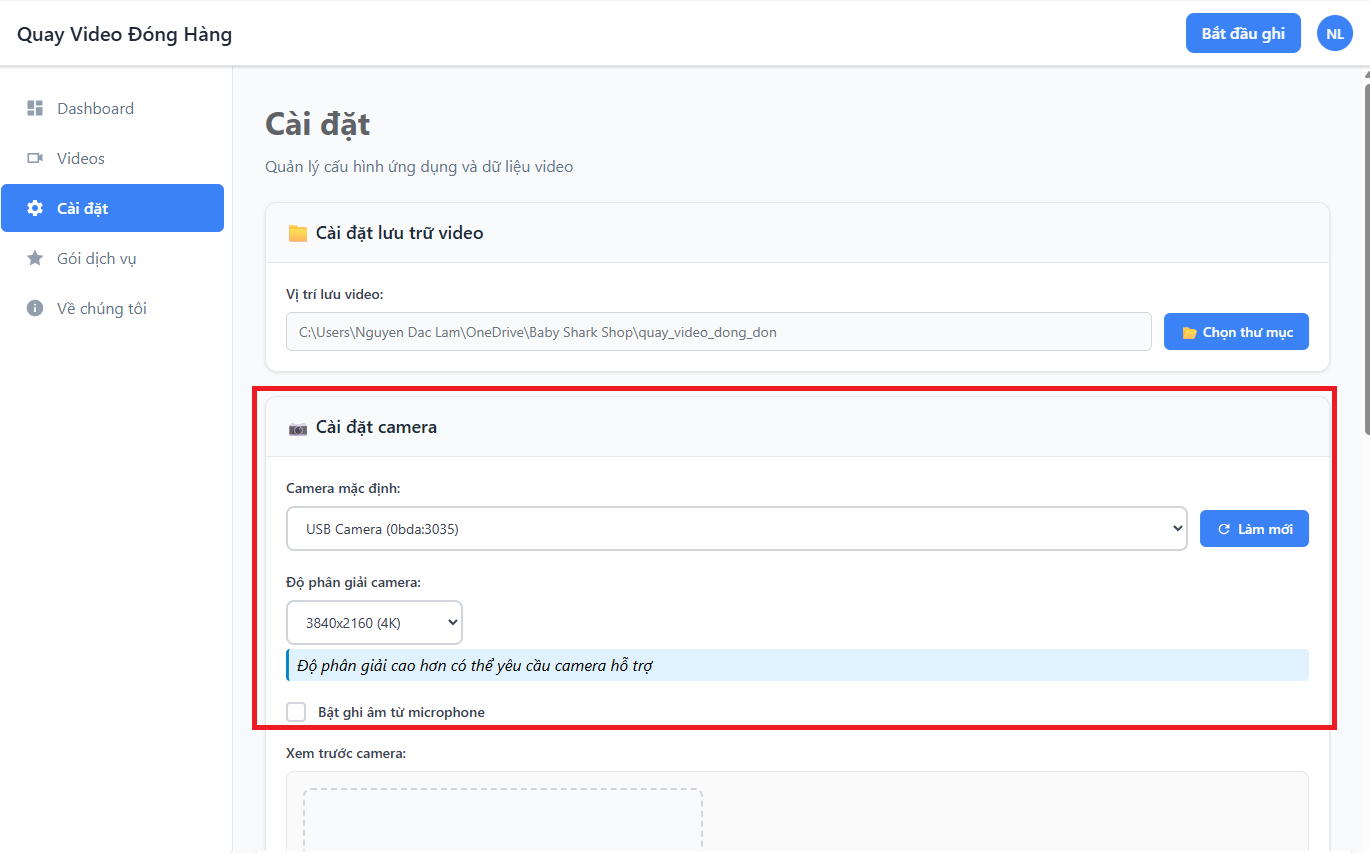 Quay Video Đóng Hàng
Bắt đầu ghi
NL
Dashboard
Videos
Cài đặt
Gói dịch vụ
Về chúng tôi
Cài đặt
Quản lý cấu hình ứng dụng và dữ liệu video
Cài đặt lưu trữ video
Vị trí lưu video:
C:\Users\Nguyen Dac Lam\OneDrive\Baby Shark Shop\quay_video_dong_don
Chọn thư mục
Cài đặt camera
Camera mặc định:
USB Camera (0bda:3035)
Làm mới
Độ phân giải camera:
3840x2160 (4K)
Độ phân giải cao hơn có thể yêu cầu camera hỗ trợ
Bật ghi âm từ microphone
Xem trước camera: